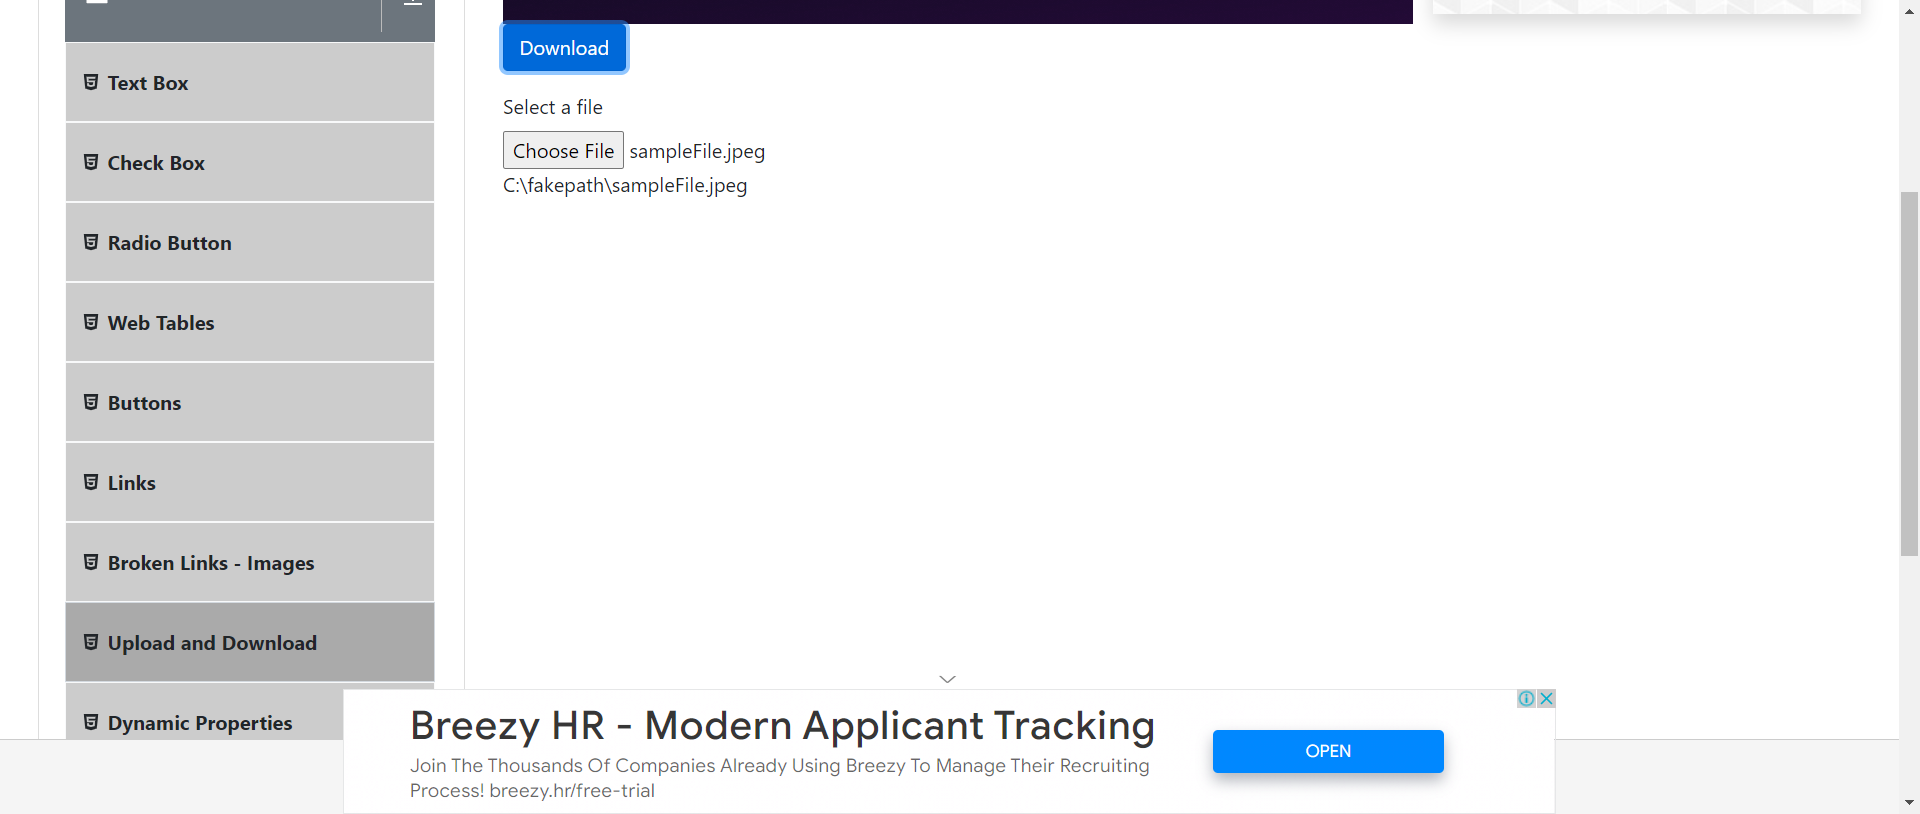 Text Box
Check Box
Radio Button
Web Tables
Buttons
Links
Broken Links - Images
Upload and Download
Dynamic Properties
Download
Select a file
Choose File sampleFile.jpeg
C:\fakepath\sampleFile.jpeg
Breezy HR - Modern Applicant Tracking
Join The Thousands Of Companies Already Using Breezy To Manage Their Recruiting
Process! breezy.hr/free-trial
OPEN